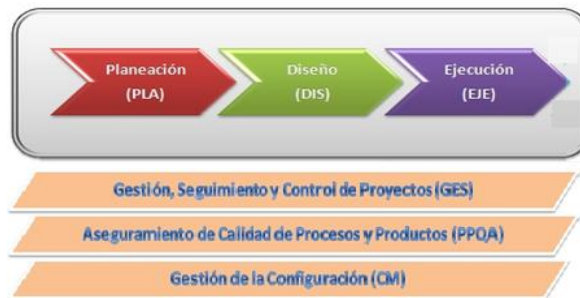 Planeación
(PLA)
Diseño
(DIS)
Ejecución
(EJE)
Gestión, Seguimiento y Control de Proyectos (GES)
Aseguramiento de Calidad de Procesos y Productos (PPQA)
Gestión de la Configuración (CM)